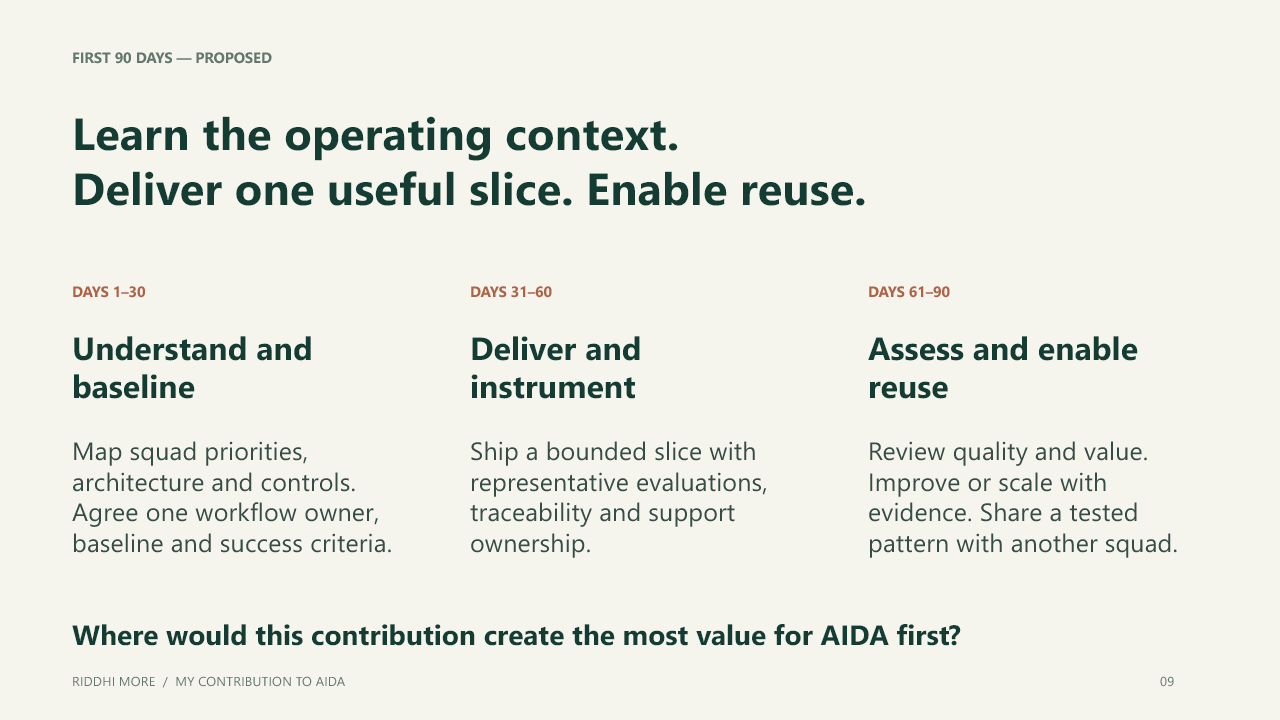 FIRST 90 DAYS — PROPOSED
Learn the operating context.
Deliver one useful slice. Enable reuse.
DAYS 1–30
Understand and
baseline
Map squad priorities,
architecture and controls.
Agree one workflow owner,
baseline and success criteria.
DAYS 31–60
Deliver and
instrument
Ship a bounded slice with
representative evaluations,
traceability and support
ownership.
DAYS 61–90
Assess and enable
reuse
Review quality and value.
Improve or scale with
evidence. Share a tested
pattern with another squad.
Where would this contribution create the most value for AIDA first?
RIDDHI MORE / MY CONTRIBUTION TO AIDA
09